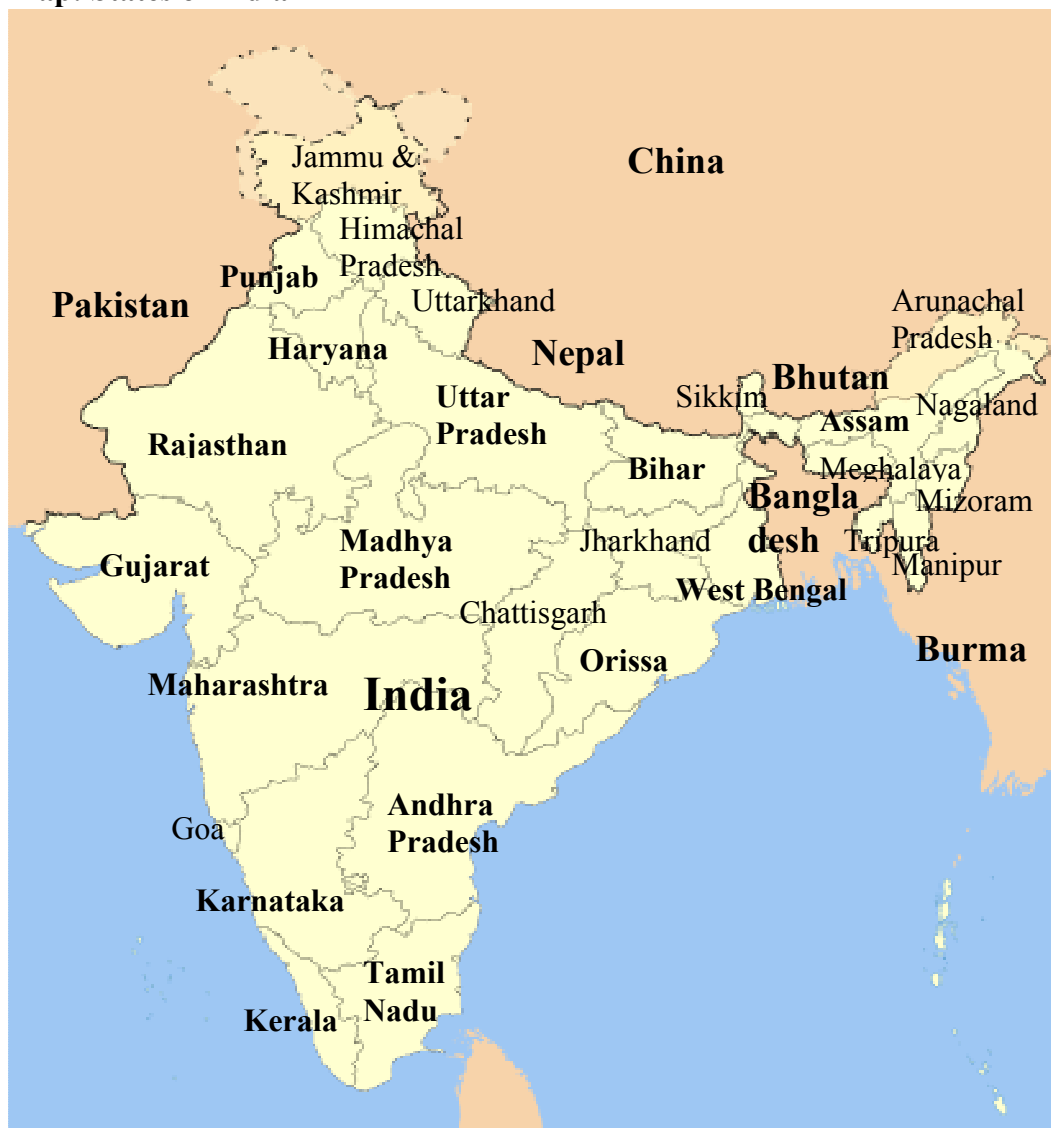 China
Jammu &
Kashmir
Himachal
Pradesh
Punjab
Pakistan
Uttarkhand
Arunachal
Pradesh
Haryana
Nepal
Bhutan
Sikkim
Uttar
Pradesh
Nagaland
Assam
Rajasthan
Bihar
Meghalaya
Bangla
desh
Mizoram
Madhya
Pradesh
Jharkhand
Tripura
Manipur
Gujarat
West Bengal
Chattisgarh
Orissa
Burma
Maharashtra
India
Goa
Andhra
Pradesh
Karnataka
Tamil
Nadu
Kerala